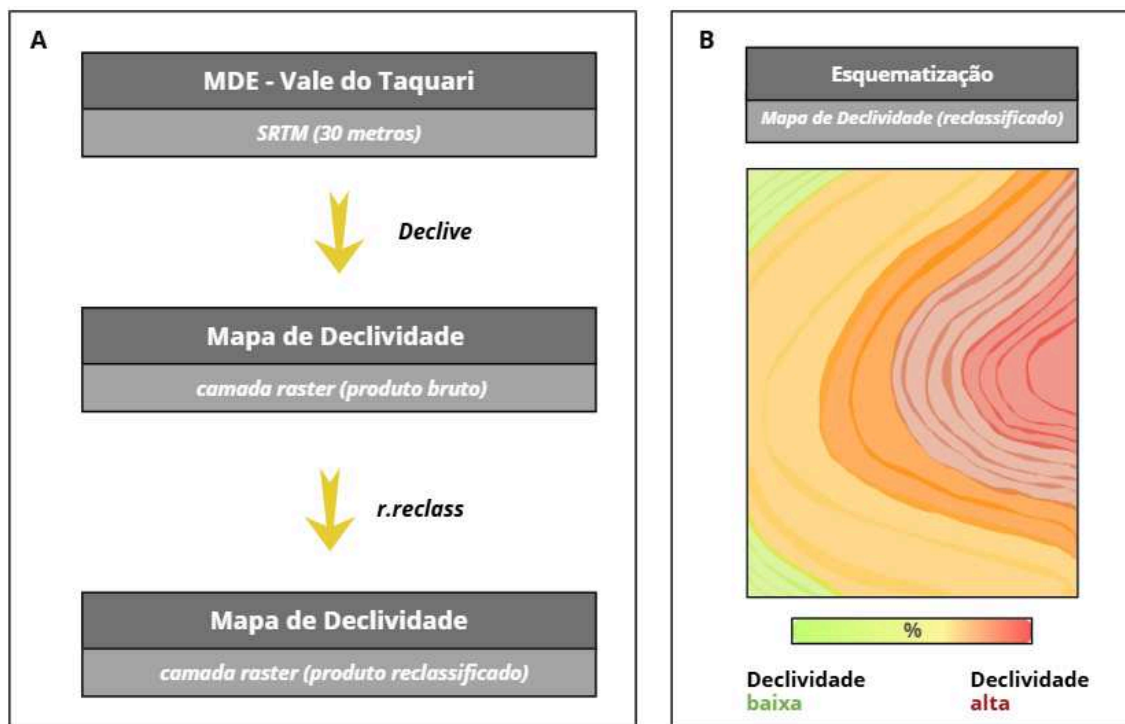 A
MDE - Vale do Taquari
SRTM (30 metros)
Declive
Mapa de Declividade
camada raster (produto bruto)
r.reclass
Mapa de Declividade
camada raster (produto reclassificado)
B
Esquematização
Mapa de Declividade (reclassificado)
%
Declividade
baixa
Declividade
alta